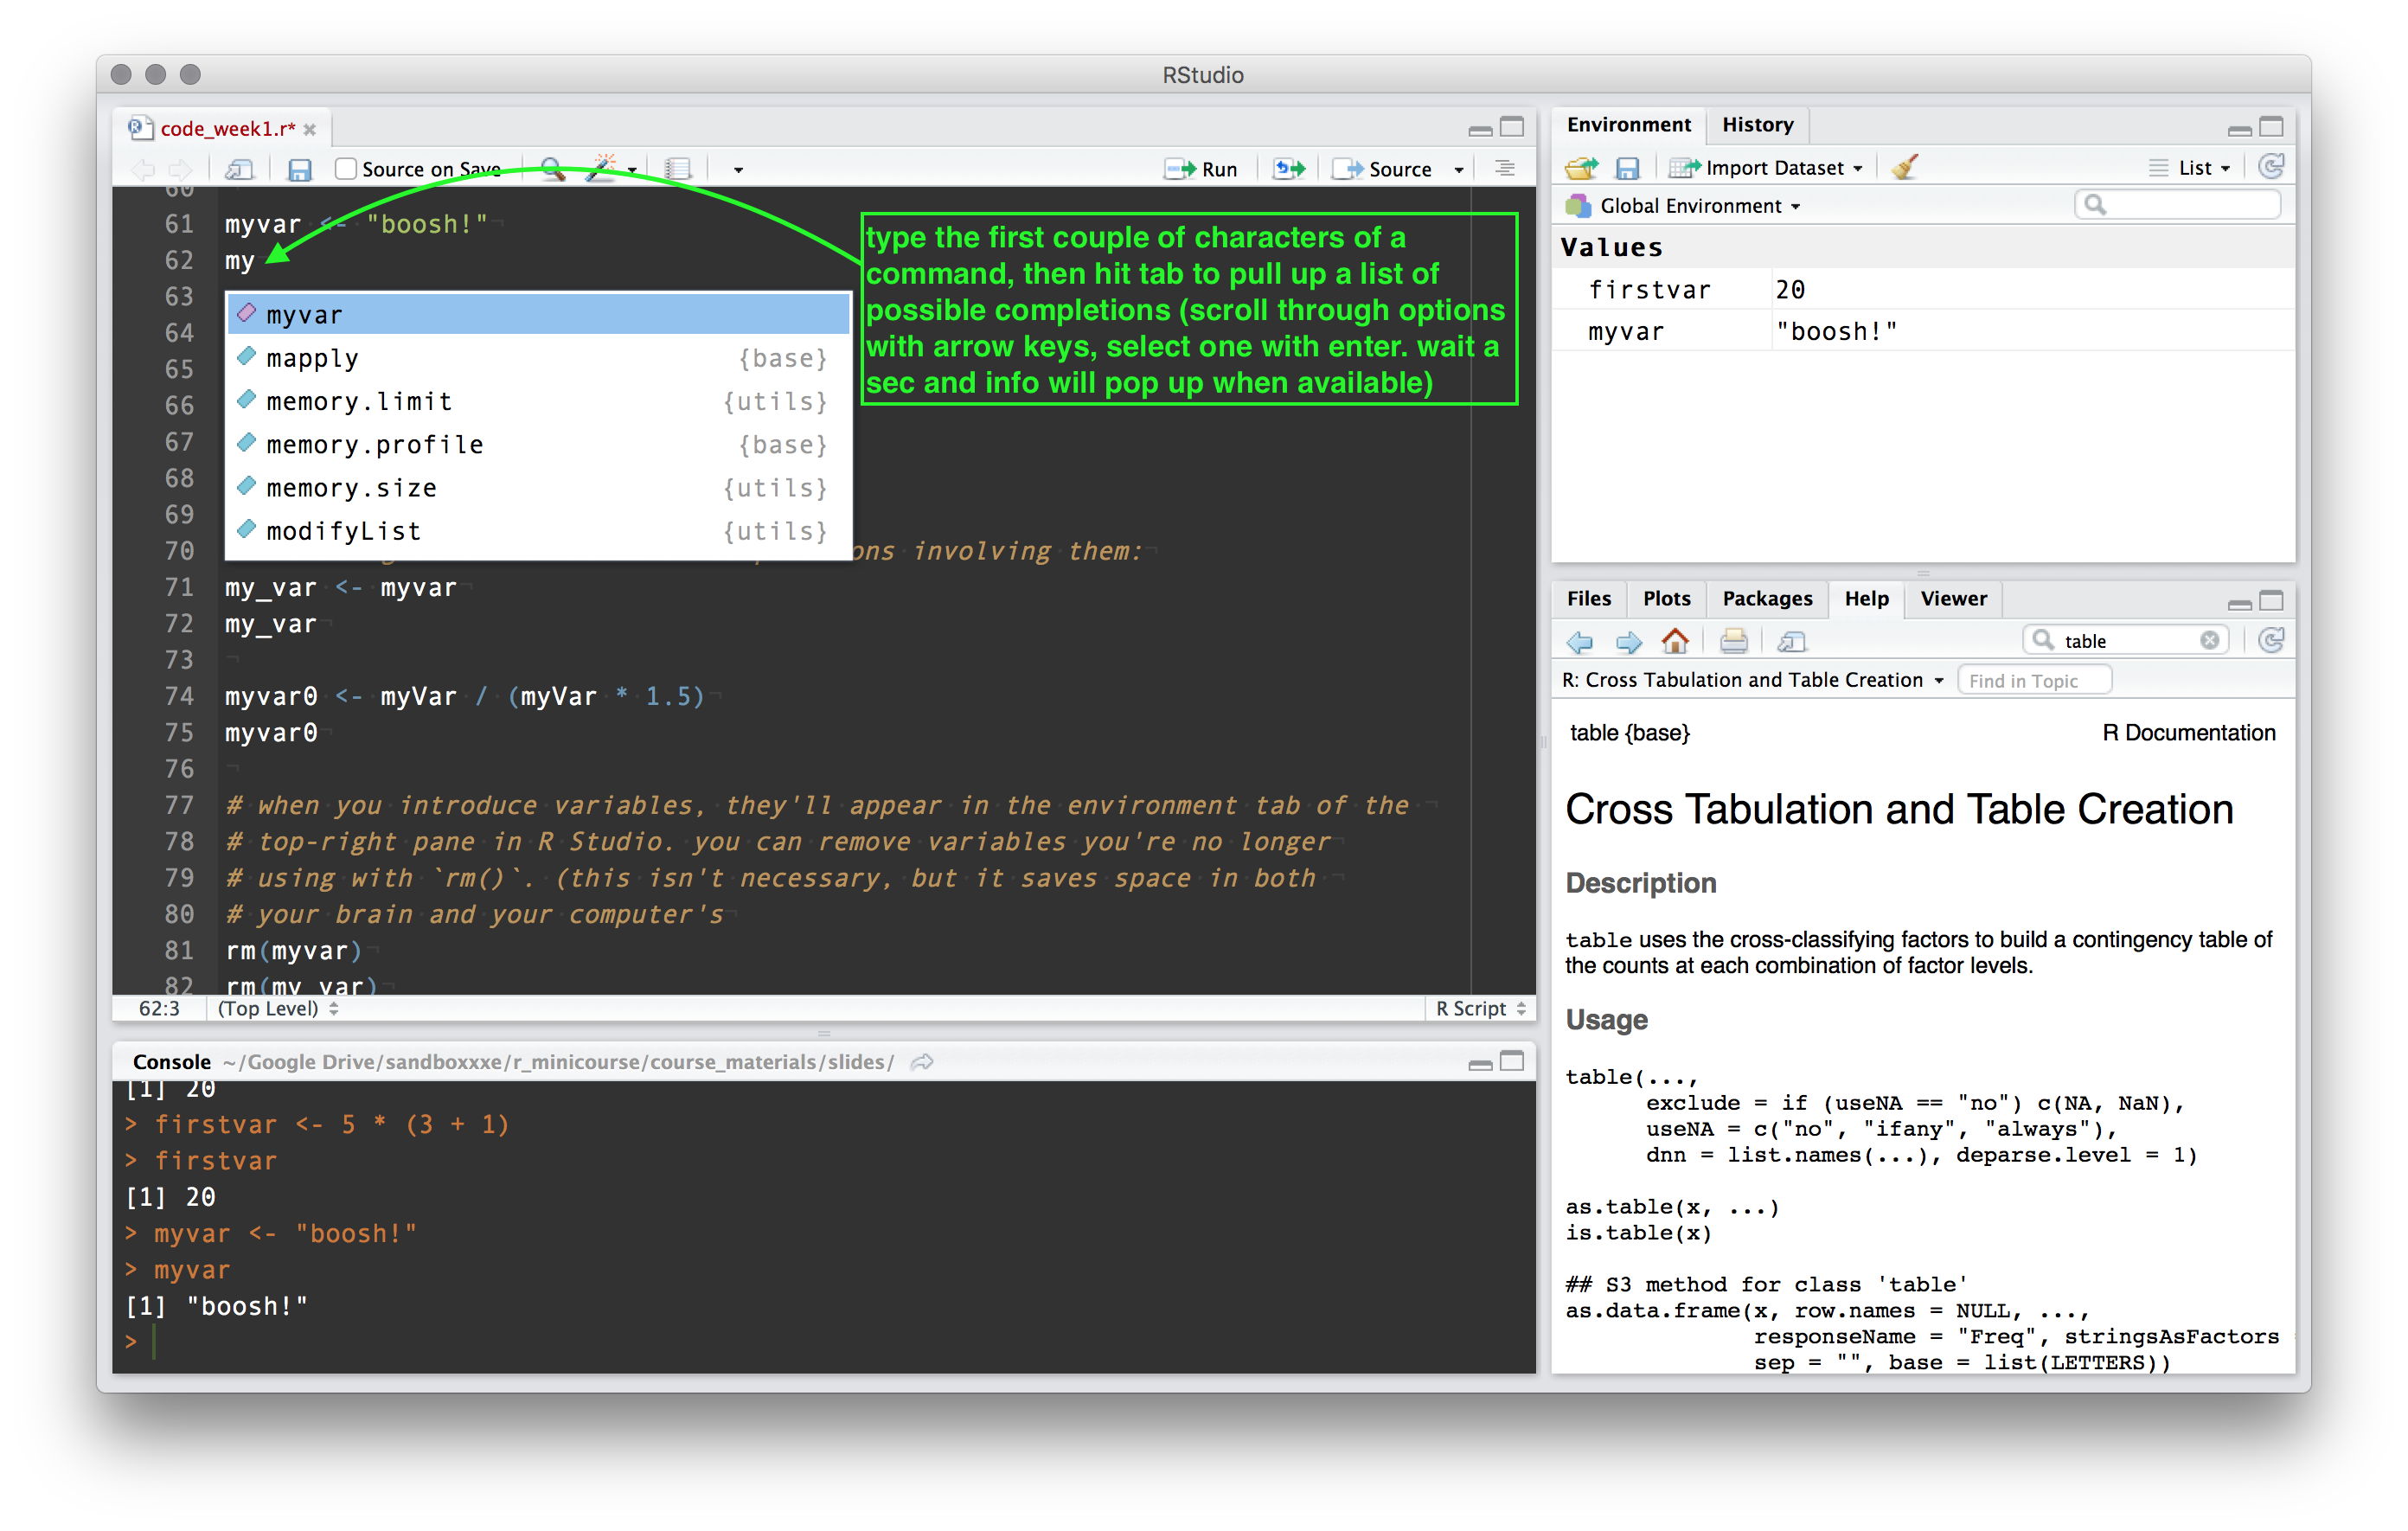 RStudio
code_week1.r*
Source on Save
Run
Source
60
61 myvar <- "boosh!"
62 my
63
64
65
66
67
68
69
70 ons involving them:
71 my_var <- myvar
72 my_var
73
74 myvar0 <- myVar / (myVar * 1.5)
75 myvar0
76
77 # when you introduce variables, they'll appear in the environment tab of the
78 # top-right pane in R Studio. you can remove variables you're no longer
79 # using with `rm()`. (this isn't necessary, but it saves space in both
80 # your brain and your computer's
81 rm(myvar)
82 rm(my_var)
myvar
mapply {base}
memory.limit {utils}
memory.profile {base}
memory.size {utils}
modifyList {utils}
type the first couple of characters of a
command, then hit tab to pull up a list of
possible completions (scroll through options
with arrow keys, select one with enter. wait a
sec and info will pop up when available)
62:3 (Top Level) R Script
Console ~/Google Drive/sandboxxxe/r_minicourse/course_materials/slides/
[1] 20
> firstvar <- 5 * (3 + 1)
> firstvar
[1] 20
> myvar <- "boosh!"
> myvar
[1] "boosh!"
>
Environment History
Import Dataset List
Global Environment
Values
firstvar 20
myvar "boosh!"
Files Plots Packages Help Viewer
table
R: Cross Tabulation and Table Creation Find in Topic
table {base} R Documentation
Cross Tabulation and Table Creation
Description
table uses the cross-classifying factors to build a contingency table of
the counts at each combination of factor levels.
Usage
table(...,
exclude = if (useNA == "no") c(NA, NaN),
useNA = c("no", "ifany", "always"),
dnn = list.names(...), deparse.level = 1)
as.table(x, ...)
is.table(x)
## S3 method for class 'table'
as.data.frame(x, row.names = NULL, ...,
responseName = "Freq", stringsAsFactors
sep = "", base = list(LETTERS))